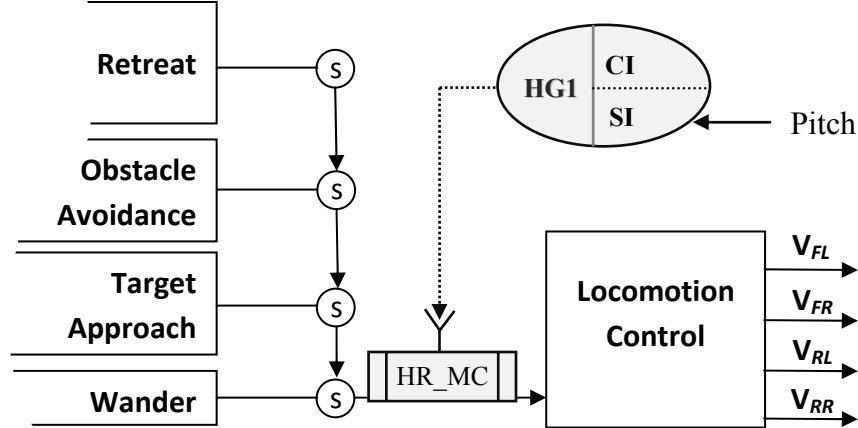 Retreat
S
CI
HG1
SI
Pitch
Obstacle
Avoidance
S
Target
Approach
S
Wander
S
HR_MC
Locomotion
Control
V_FL
V_FR
V_RL
V_RR